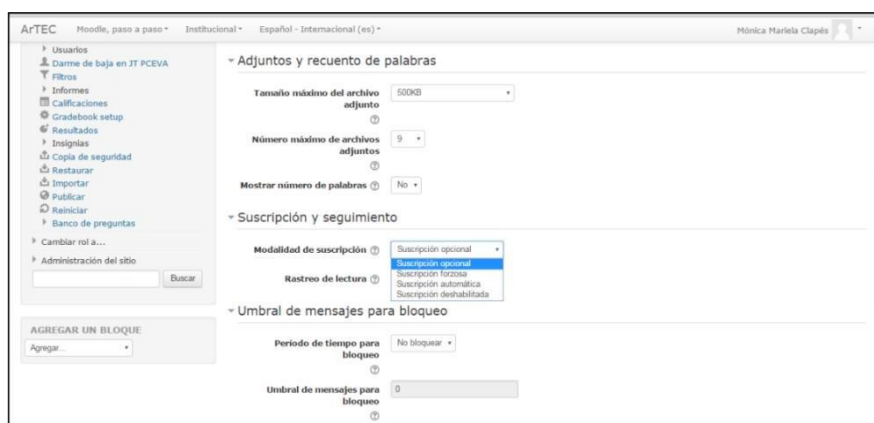 ArTEC Moodle, paso a paso Institucional Español - Internacional (es) Mónica Mariela Clapés
Usuarios
Darme de baja en JT PCEVA
Filtros
Informes
Calificaciones
Gradebook setup
Resultados
Insignias
Copia de seguridad
Restaurar
Importar
Publicar
Reiniciar
Banco de preguntas
Cambiar rol a...
Administración del sitio
Buscar
AGREGAR UN BLOQUE
Agregar...
Adjuntos y recuento de palabras
Tamaño máximo del archivo
adjunto
500KB
Número máximo de archivos
adjuntos
9
Mostrar número de palabras No
Suscripción y seguimiento
Modalidad de suscripción Suscripción opcional
Suscripción opcional
Suscripción forzosa
Rastreo de lectura
Suscripción automática
Suscripción deshabilitada
Umbral de mensajes para bloqueo
Período de tiempo para
bloqueo
No bloquear
Umbral de mensajes para
bloqueo
0